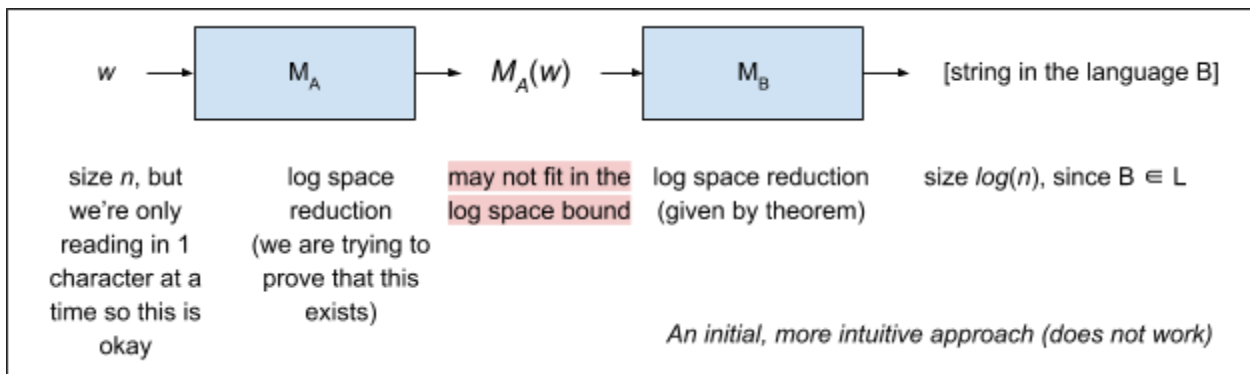 w
M_A
M_A(w)
M_B
[string in the language B]
size n, but
we're only
reading in 1
character at a
time so this is
okay
log space
reduction
(we are trying to
prove that this
exists)
may not fit in the
log space bound
log space reduction
(given by theorem)
size log(n), since B ∈ L
An initial, more intuitive approach (does not work)